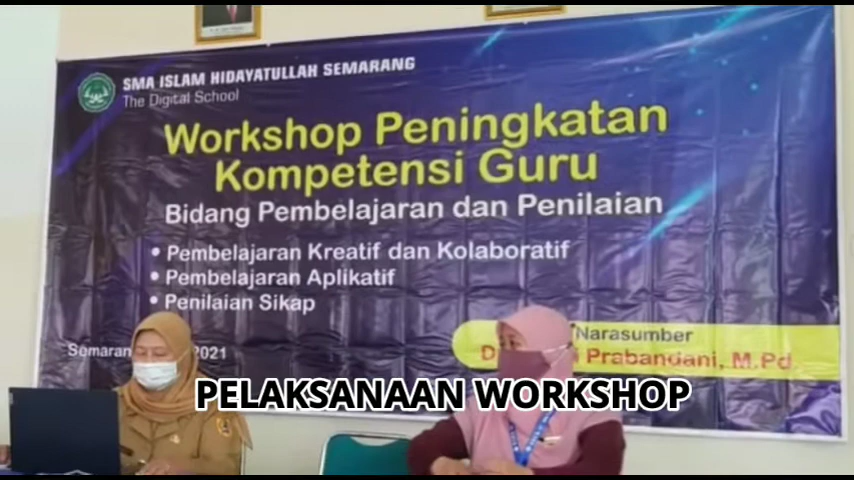 SMA ISLAM HIDAYATULLAH SEMARANG
The Digital School
Workshop Peningkatan
Kompetensi Guru
Bidang Pembelajaran dan Penilaian
• Pembelajaran Kreatif dan Kolaboratif
• Pembelajaran Aplikatif
• Penilaian Sikap
Narasumber
Prabandani, M.Pd
2021
PELAKSANAAN WORKSHOP